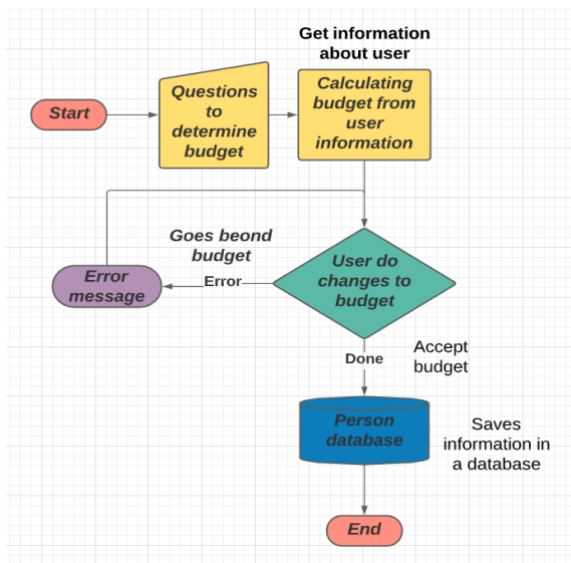 Get information
about user
Start
Questions
to
determine
budget
Calculating
budget from
user
information
Goes beond
budget
Error
Error
message
User do
changes to
budget
Done
Accept
budget
Person
database
Saves
information in
a database
End